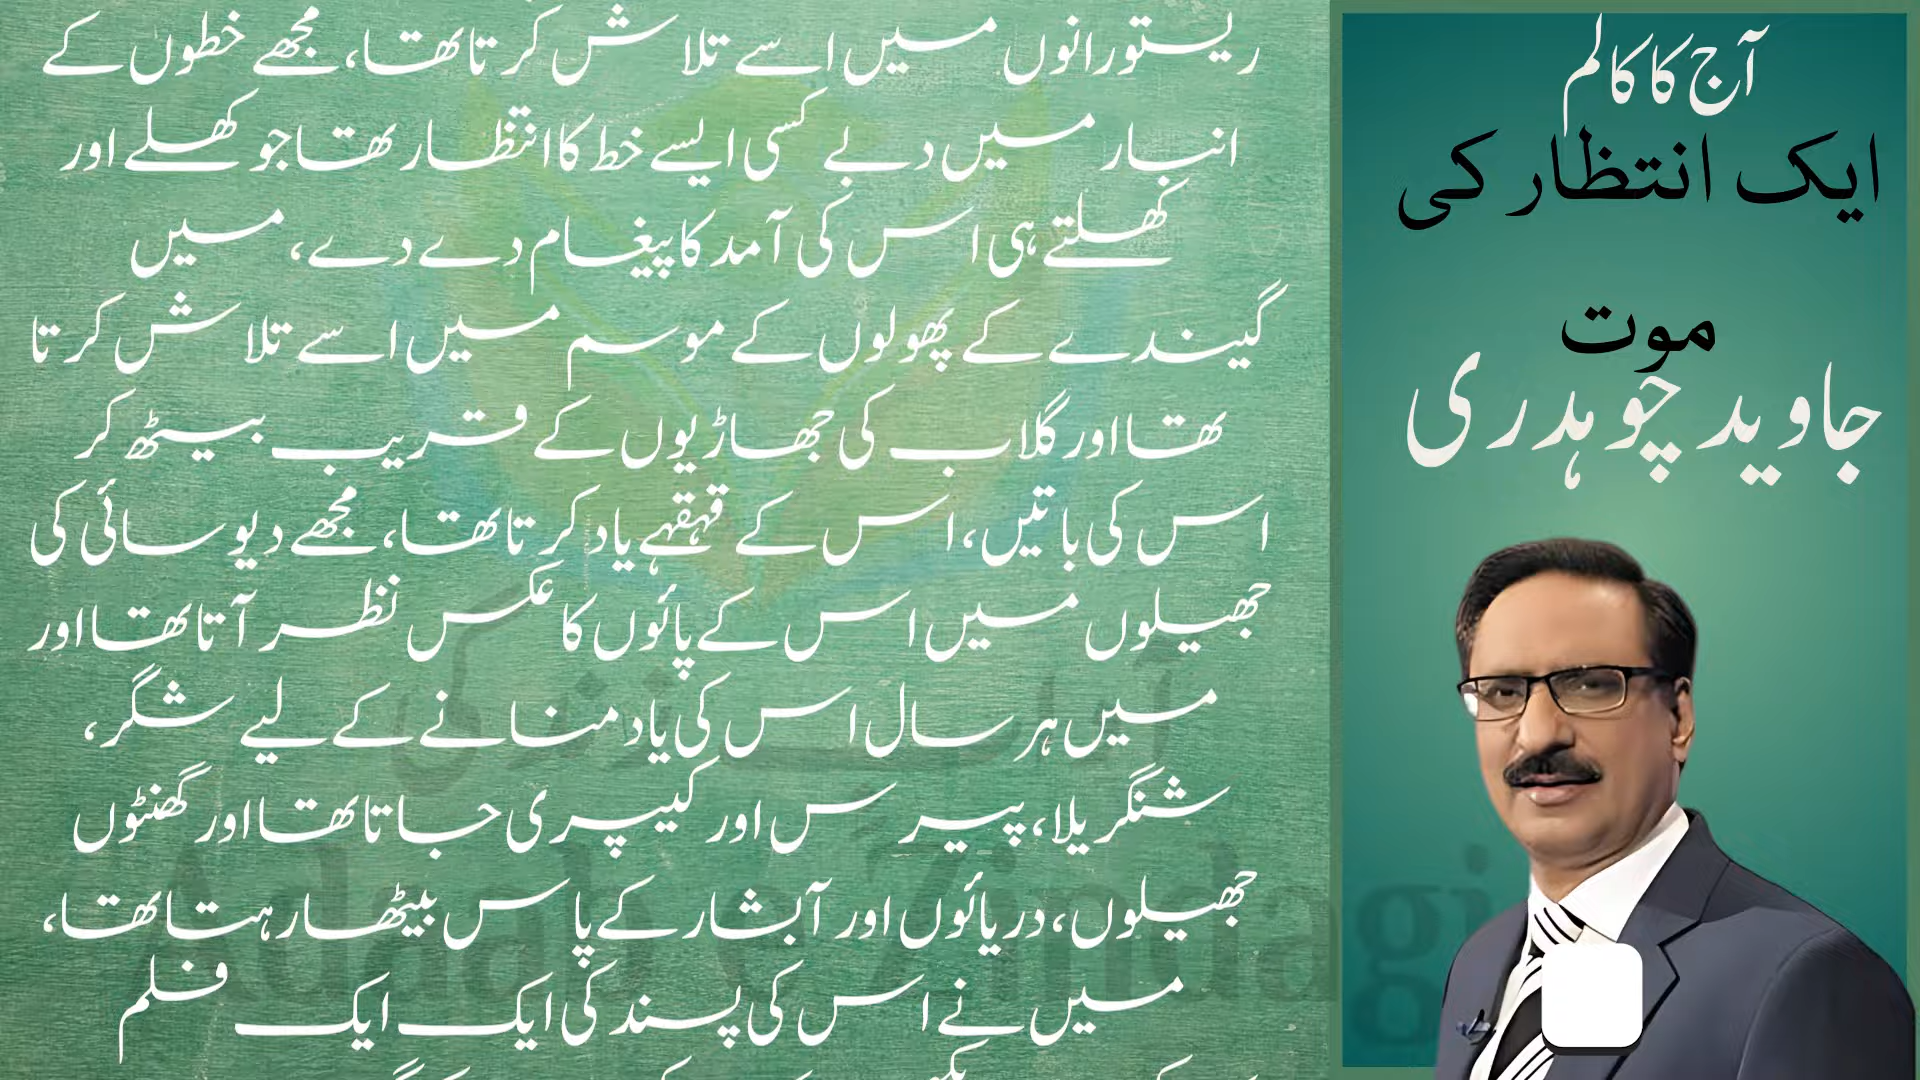 ریستورانوں میں اسے تلاش کرتا تھا، مجھے خطوں کے
انبار میں دبے کسی ایسے خط کا انتظار تھا جو کھلے اور
کھلتے ہی اس کی آمد کا پیغام دے دے، میں
گیندے کے پھولوں کے موسم میں اسے تلاش کرتا
تھا اور گلاب کی جھاڑیوں کے قریب بیٹھ کر
اس کی باتیں، اس کے قہقہے یاد کرتا تھا، مجھے دیوسائی کی
جھیلوں میں اس کے پائوں کا عکس نظر آتا تھا اور
میں ہر سال اس کی یاد منانے کے لیے شگر،
شنگریلا، پیرس اور کیپری جاتا تھا اور گھنٹوں
جھیلوں، دریائوں اور آبشار کے پاس بیٹھا رہتا تھا،
میں نے اس کی پسند کی ایک ایک فلم
آج کا کالم
ایک انتظار کی
موت
جاوید چوہدری
آداب زندگی
Adaab e Zindagi